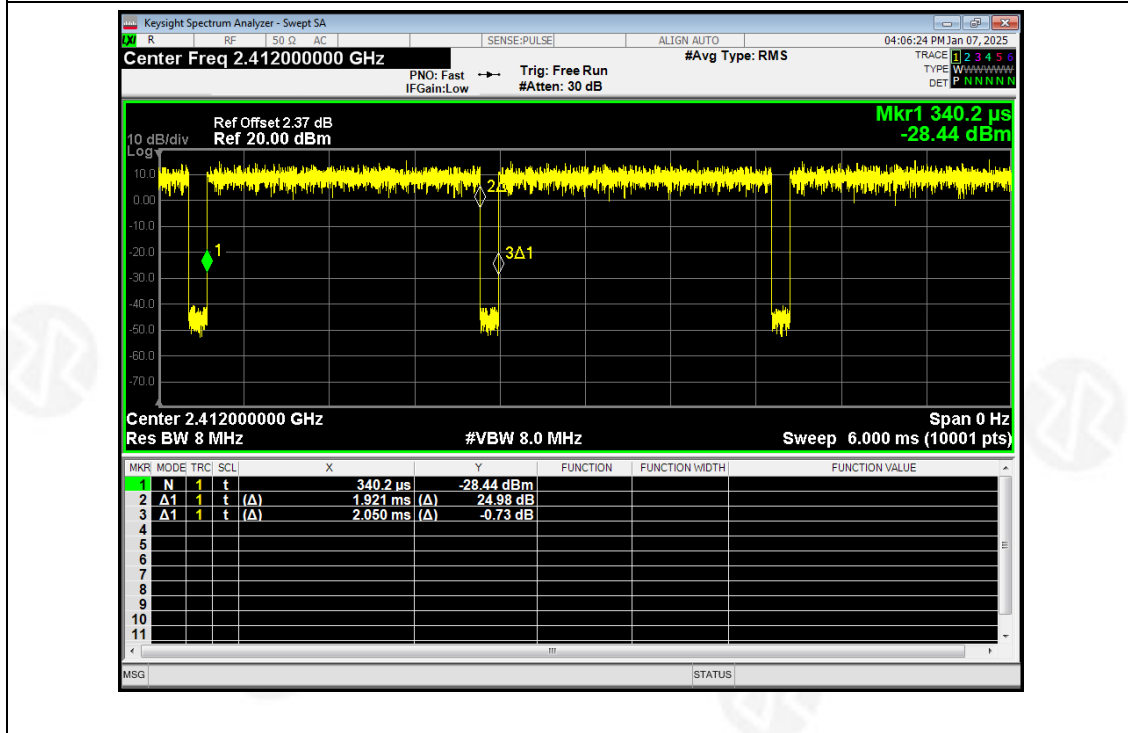 Keysight Spectrum Analyzer - Swept SA
LXI R RF 50 Ω AC SENSE:PULSE ALIGN AUTO 04:06:24 PM Jan 07, 2025
Center Freq 2.412000000 GHz #Avg Type: RMS TRACE 1 2 3 4 5 6
PNO: Fast Trig: Free Run TYPE WWWWWW
IFGain:Low #Atten: 30 dB DET P N N N N N
Mkr1 340.2 µs
Ref Offset 2.37 dB
10 dB/div Ref 20.00 dBm -28.44 dBm
Log
10.0
2Δ1
0.00
-10.0
-20.0 1 3Δ1
-30.0
-40.0
-50.0
-60.0
-70.0
Center 2.412000000 GHz Span 0 Hz
Res BW 8 MHz #VBW 8.0 MHz Sweep 6.000 ms (10001 pts)
MKR MODE TRC SCL X Y FUNCTION FUNCTION WIDTH FUNCTION VALUE
1 N 1 t 340.2 µs -28.44 dBm
2 Δ1 1 t (Δ) 1.921 ms (Δ) 24.98 dB
3 Δ1 1 t (Δ) 2.050 ms (Δ) -0.73 dB
4
5
6
7
8
9
10
11
MSG STATUS